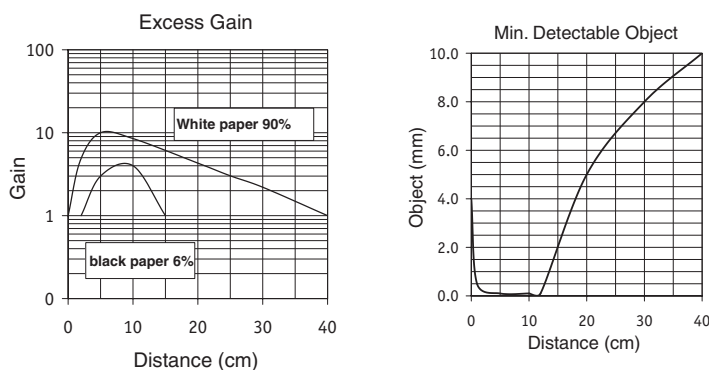 Excess Gain
100
10
1
0
Gain
White paper 90%
black paper 6%
0 10 20 30 40
Distance (cm)
Min. Detectable Object
10.0
8.0
6.0
4.0
2.0
0.0
Object (mm)
0 10 20 30 40
Distance (cm)